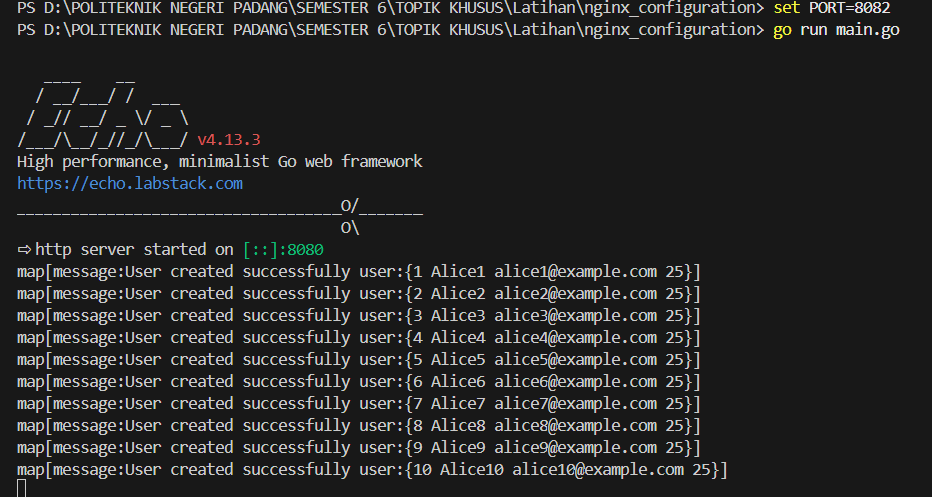 PS D:\POLITEKNIK NEGERI PADANG\SEMESTER 6\TOPIK KHUSUS\Latihan\nginx_configuration> set PORT=8082
PS D:\POLITEKNIK NEGERI PADANG\SEMESTER 6\TOPIK KHUSUS\Latihan\nginx_configuration> go run main.go
   ____    __
  / __/___/ /  ___
 / _// __/ _ \/ _ \
/___/\__/_//_/\___/ v4.13.3
High performance, minimalist Go web framework
https://echo.labstack.com
____________________________________O/_______
                                    O\
⇨ http server started on [::]:8080
map[message:User created successfully user:{1 Alice1 alice1@example.com 25}]
map[message:User created successfully user:{2 Alice2 alice2@example.com 25}]
map[message:User created successfully user:{3 Alice3 alice3@example.com 25}]
map[message:User created successfully user:{4 Alice4 alice4@example.com 25}]
map[message:User created successfully user:{5 Alice5 alice5@example.com 25}]
map[message:User created successfully user:{6 Alice6 alice6@example.com 25}]
map[message:User created successfully user:{7 Alice7 alice7@example.com 25}]
map[message:User created successfully user:{8 Alice8 alice8@example.com 25}]
map[message:User created successfully user:{9 Alice9 alice9@example.com 25}]
map[message:User created successfully user:{10 Alice10 alice10@example.com 25}]